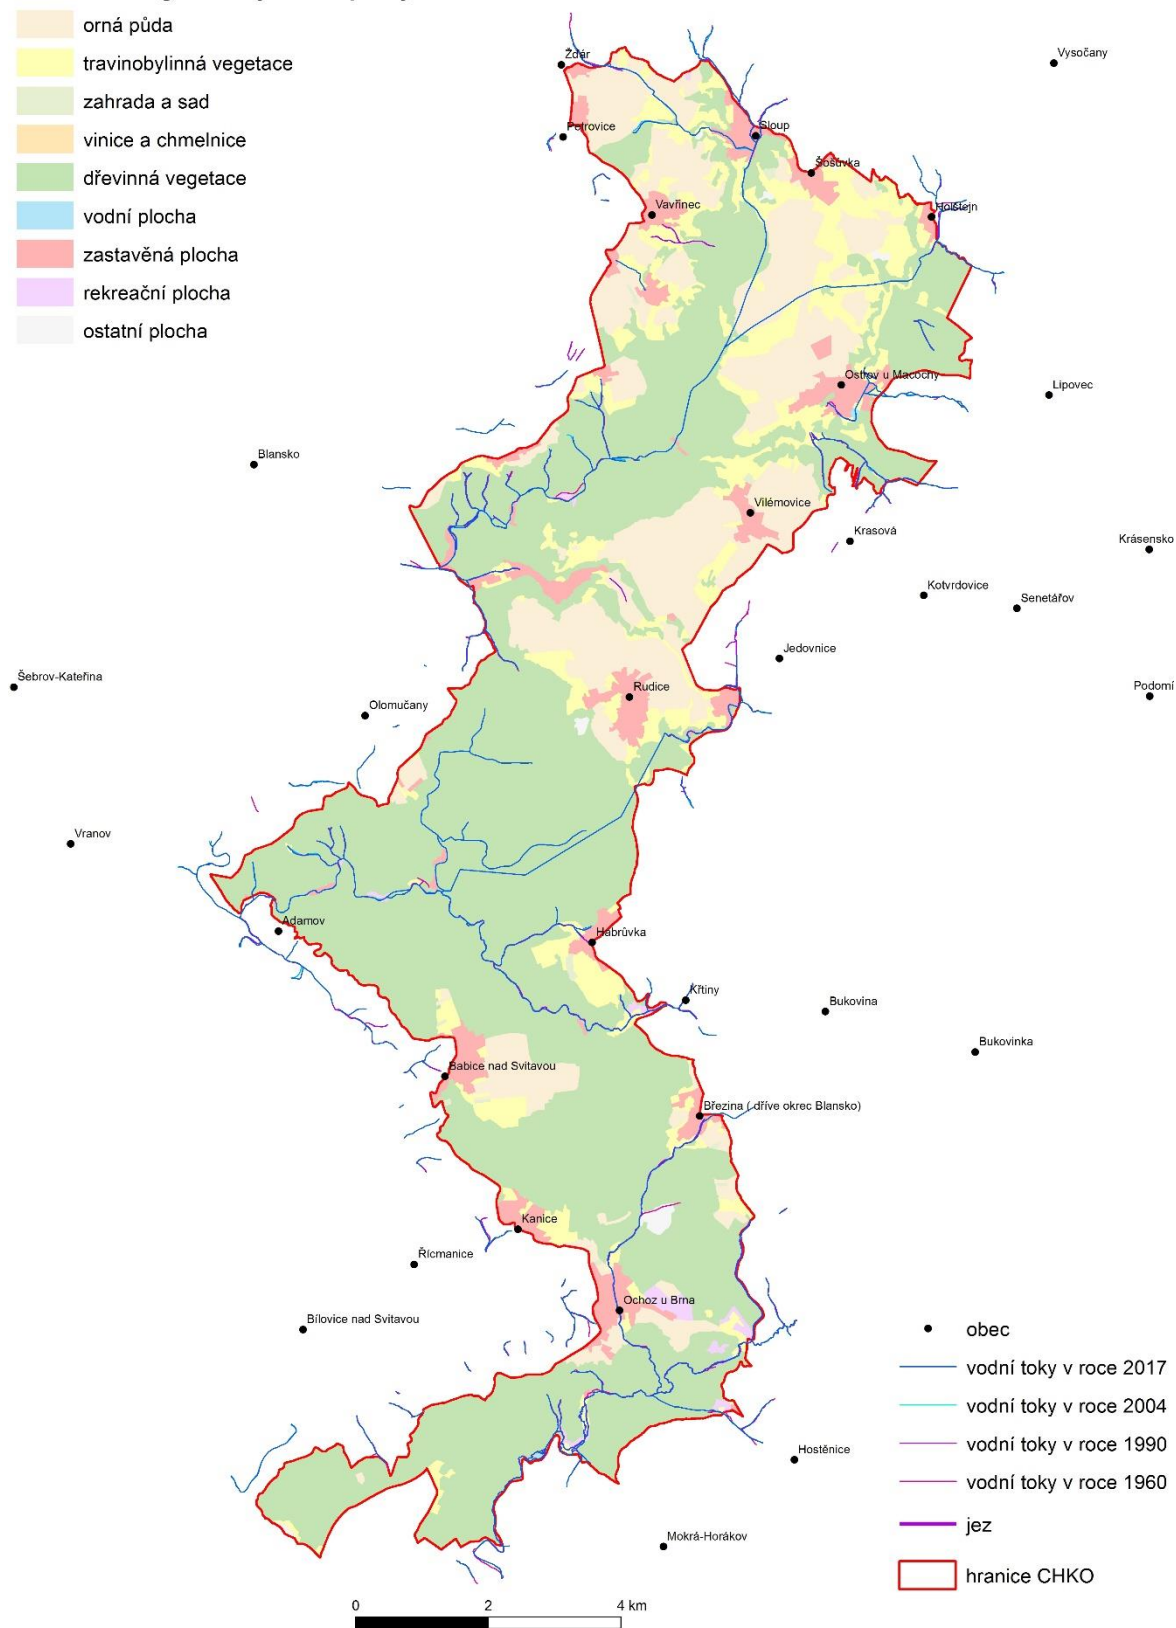 orná půda
travinobylinná vegetace
zahrada a sad
vinice a chmelnice
dřevinná vegetace
vodní plocha
zastavěná plocha
rekreační plocha
ostatní plocha
Žďár
Vysočany
Petrovice
Sloup
Šošůvka
Vavřinec
Holštejn
Ostrov u Macochy
Lipovec
Blansko
Vilémovice
Krasová
Krásensko
Kotvrdovice
Senetářov
Jedovnice
Šebrov-Kateřina
Rudice
Podomí
Olomučany
Vranov
Adamov
Habrůvka
Křtiny
Bukovina
Bukovinka
Babice nad Svitavou
Březina ( dříve okrec Blansko)
Kanice
Řícmanice
Ochoz u Brna
Bílovice nad Svitavou
Hostěnice
Mokrá-Horákov
obec
vodní toky v roce 2017
vodní toky v roce 2004
vodní toky v roce 1990
vodní toky v roce 1960
jez
hranice CHKO
0 2 4 km